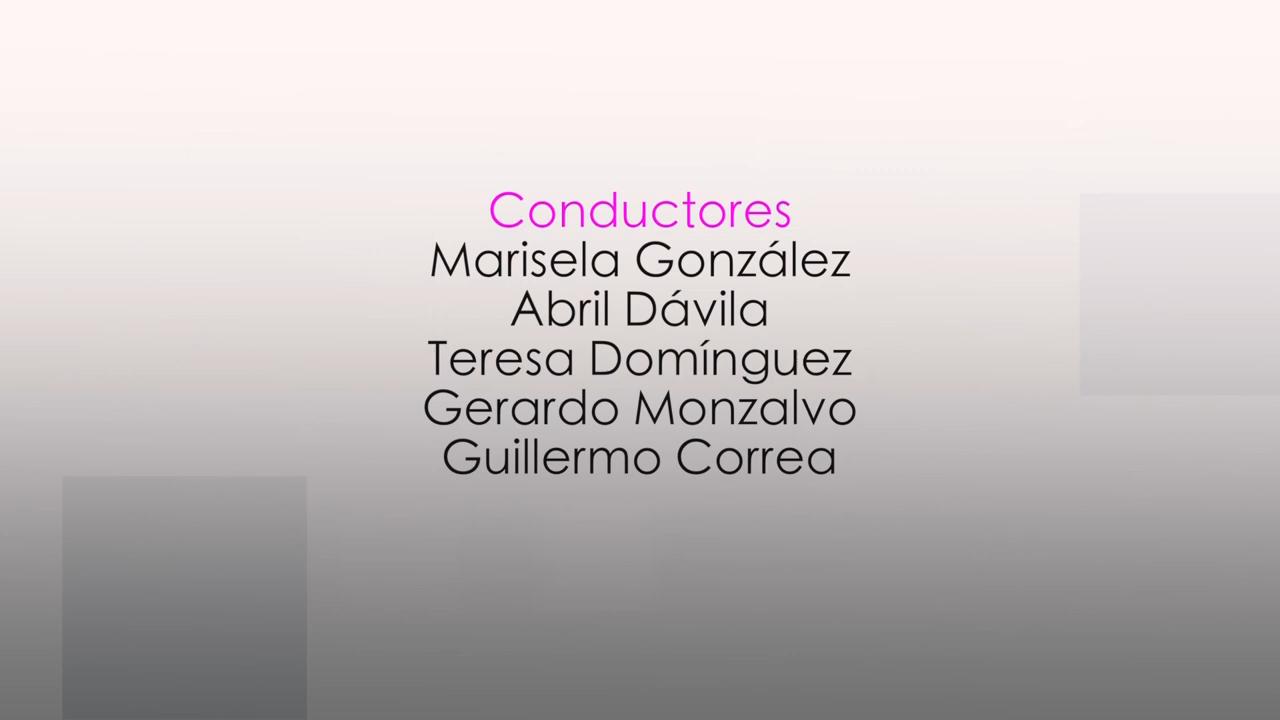 Conductores
Marisela González
Abril Dávila
Teresa Domínguez
Gerardo Monzalvo
Guillermo Correa